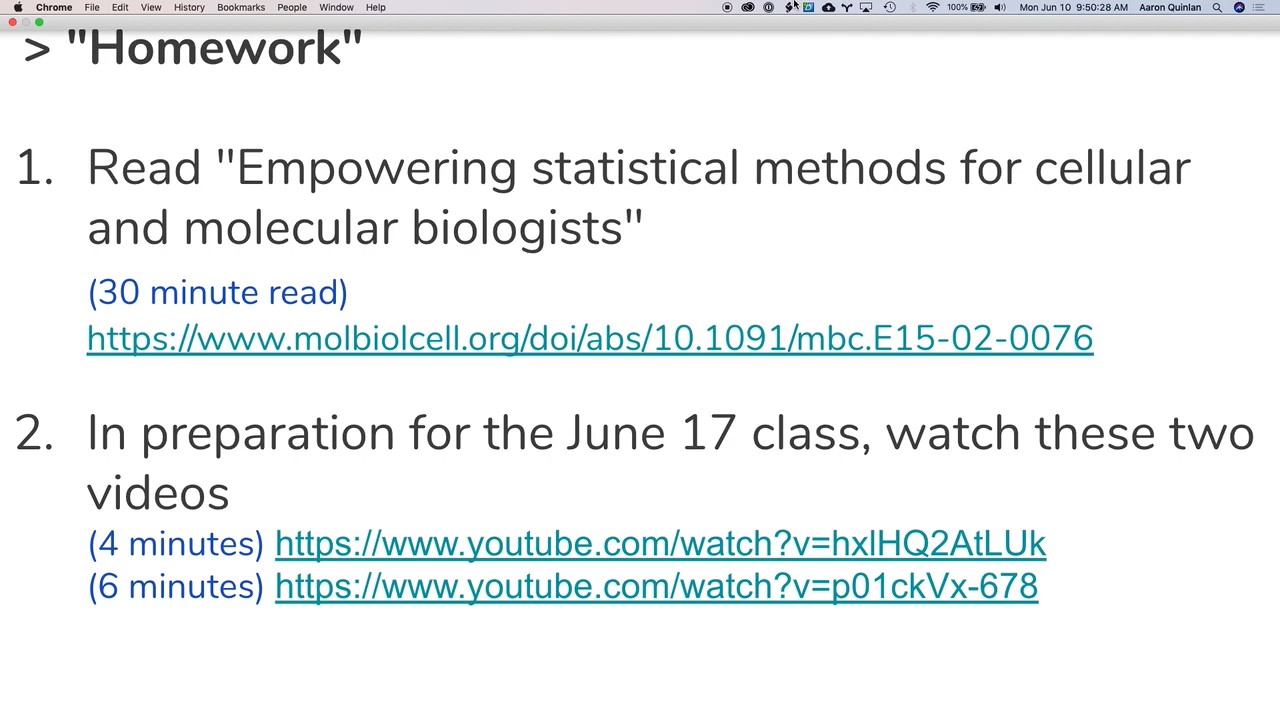 Chrome File Edit View History Bookmarks People Window Help 100% Mon Jun 10 9:50:28 AM Aaron Quinlan
> "Homework"
1. Read "Empowering statistical methods for cellular
and molecular biologists"
(30 minute read)
https://www.molbiolcell.org/doi/abs/10.1091/mbc.E15-02-0076
2. In preparation for the June 17 class, watch these two
videos
(4 minutes) https://www.youtube.com/watch?v=hxIHQ2AtLUk
(6 minutes) https://www.youtube.com/watch?v=p01ckVx-678